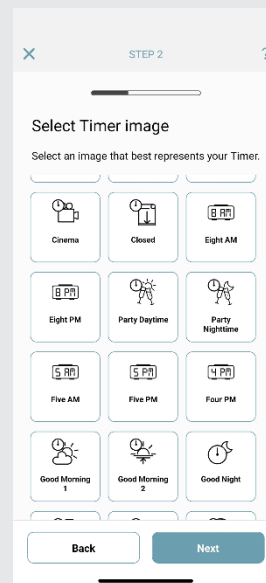 STEP 2
?
Select Timer image
Select an image that best represents your Timer.
Cinema
Closed
8 AM
Eight AM
8 PM
Eight PM
Party Daytime
Party
Nighttime
5 AM
Five AM
5 PM
Five PM
4 PM
Four PM
Good Morning
1
Good Morning
2
Good Night
Back
Next